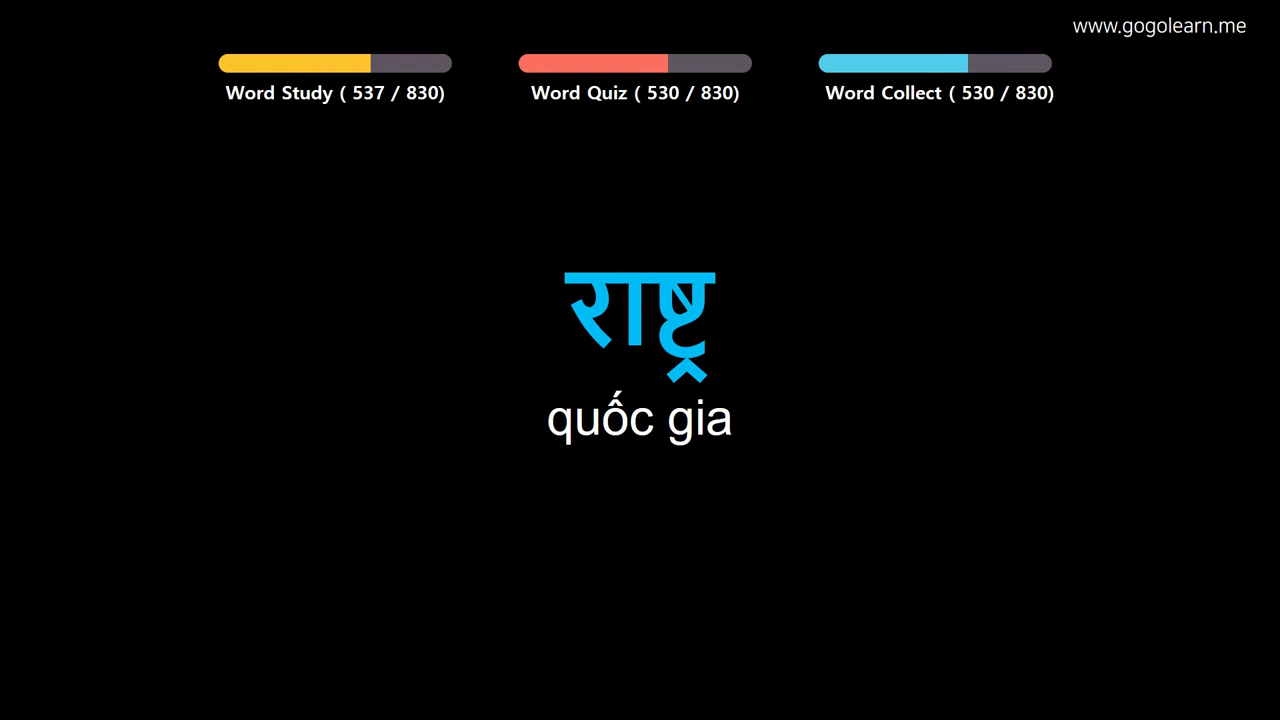 www.gogolearn.me
Word Study ( 537 / 830)
Word Quiz ( 530 / 830)
Word Collect ( 530 / 830)
राष्ट्र
quốc gia